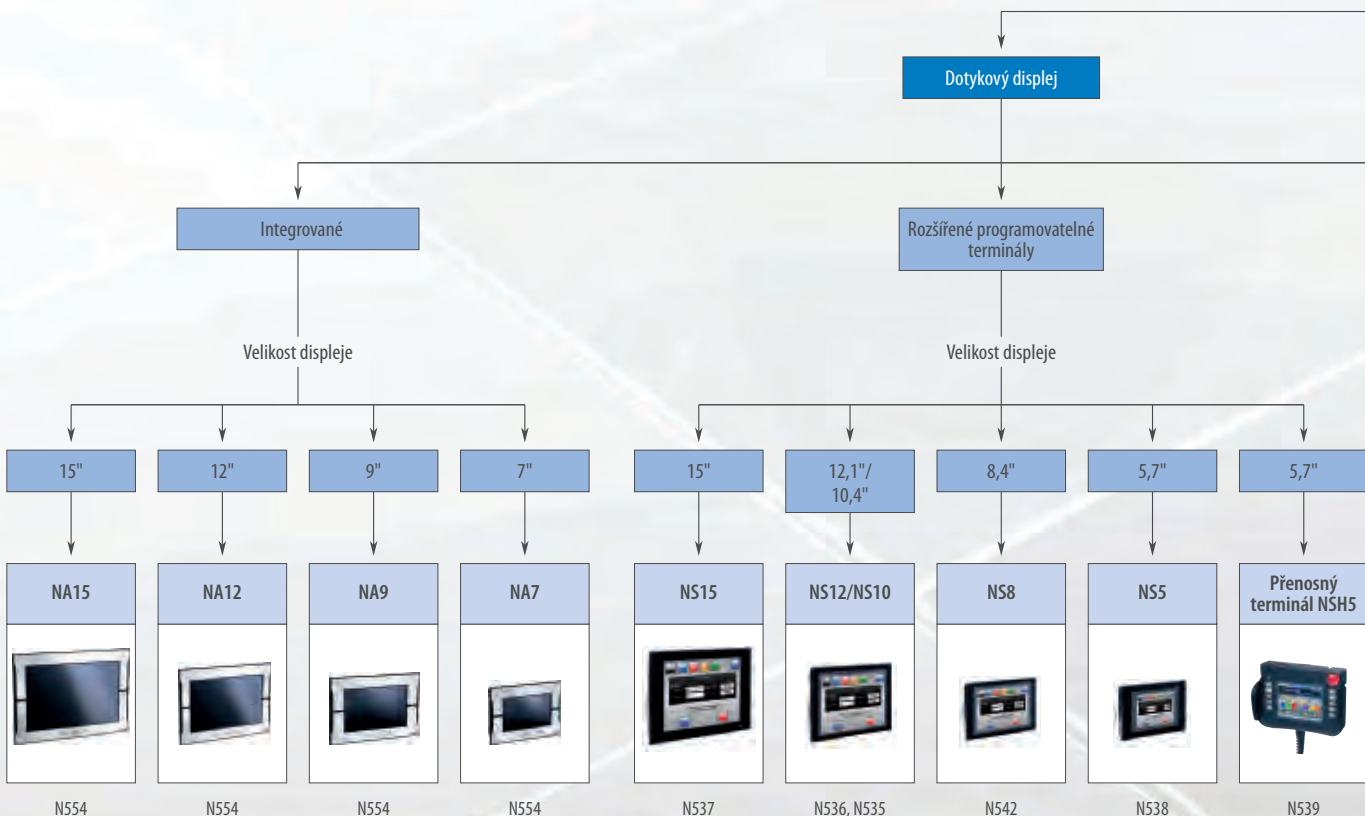 Dotykový displej
Integrované
Rozšířené programovatelné
terminály
Velikost displeje
Velikost displeje
15"
12"
9"
7"
15"
12,1"/
10,4"
8,4"
5,7"
5,7"
NA15
NA12
NA9
NA7
NS15
NS12/NS10
NS8
NS5
Přenosný
terminál NSH5
N554
N554
N554
N554
N537
N536, N535
N542
N538
N539